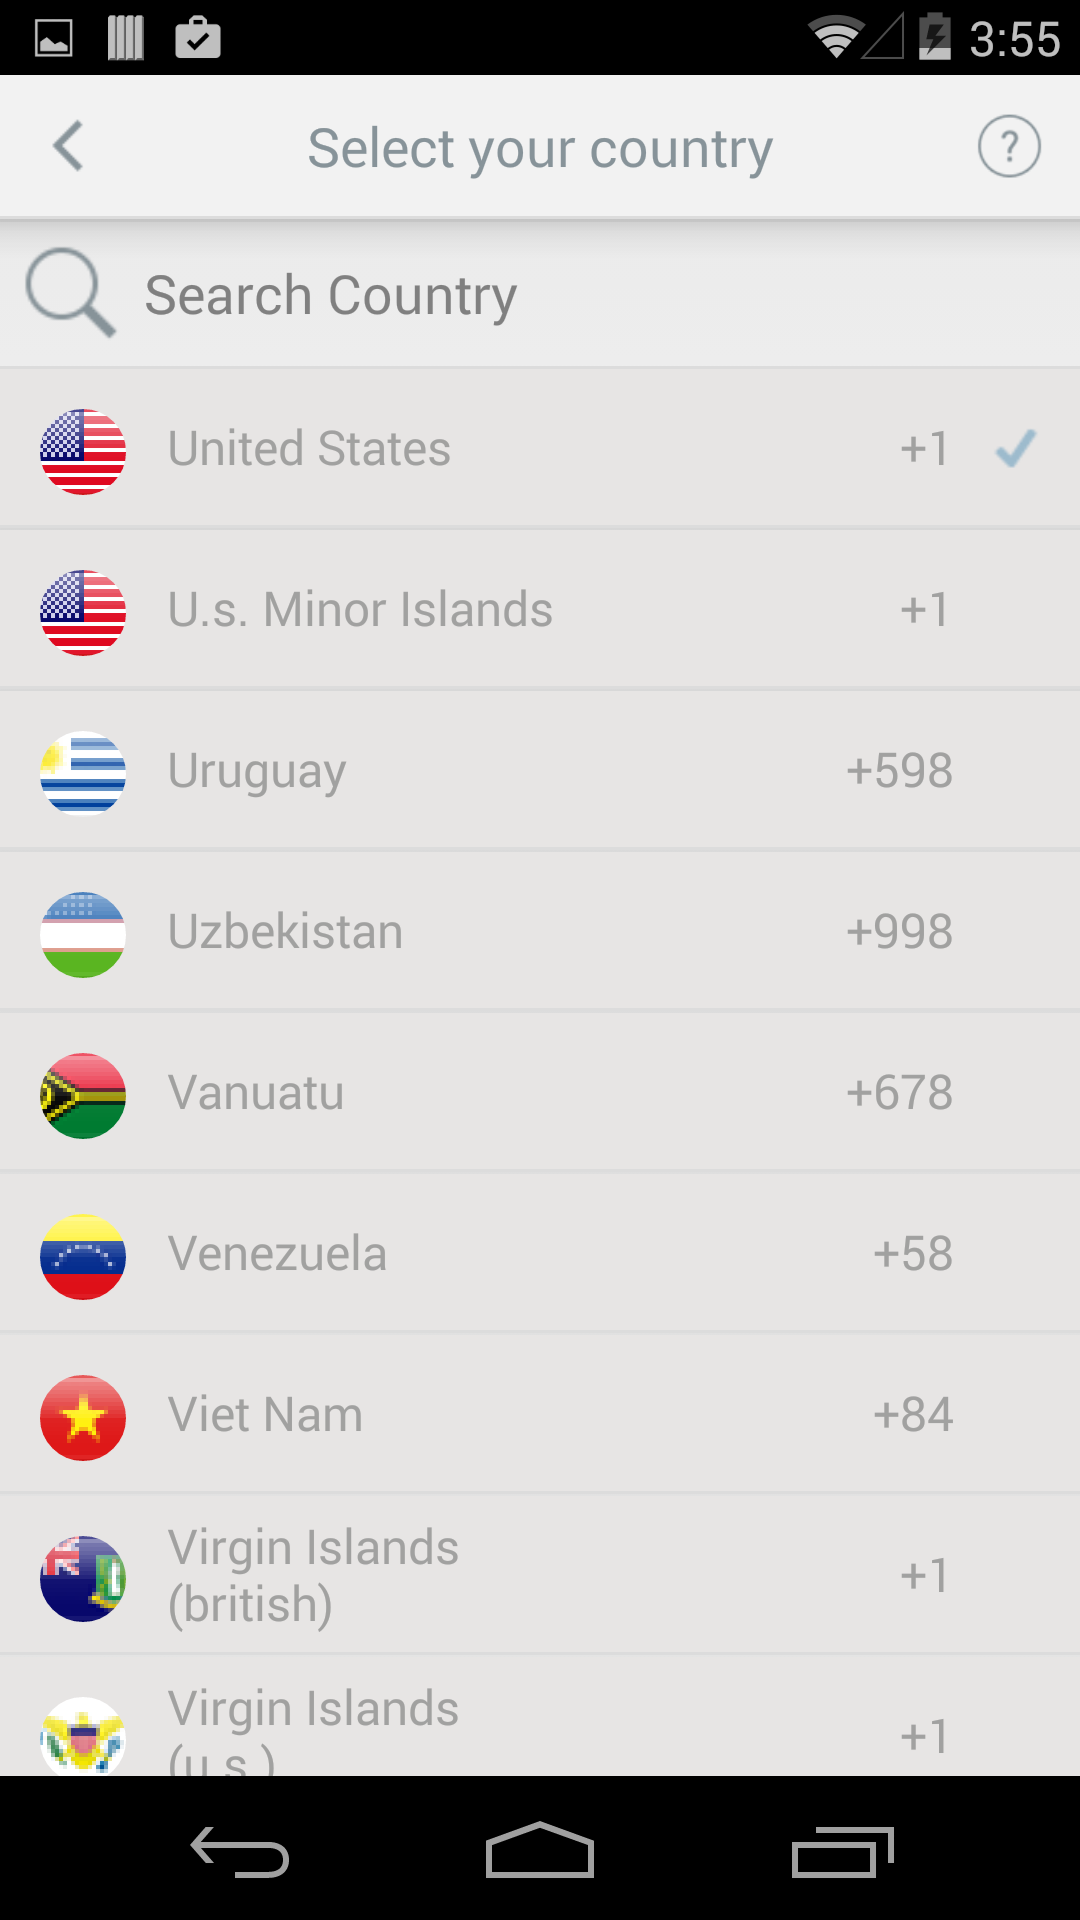 3:55
Select your country
?
Search Country
United States +1
U.s. Minor Islands +1
Uruguay +598
Uzbekistan +998
Vanuatu +678
Venezuela +58
Viet Nam +84
Virgin Islands
(british) +1
Virgin Islands
(u.s.) +1